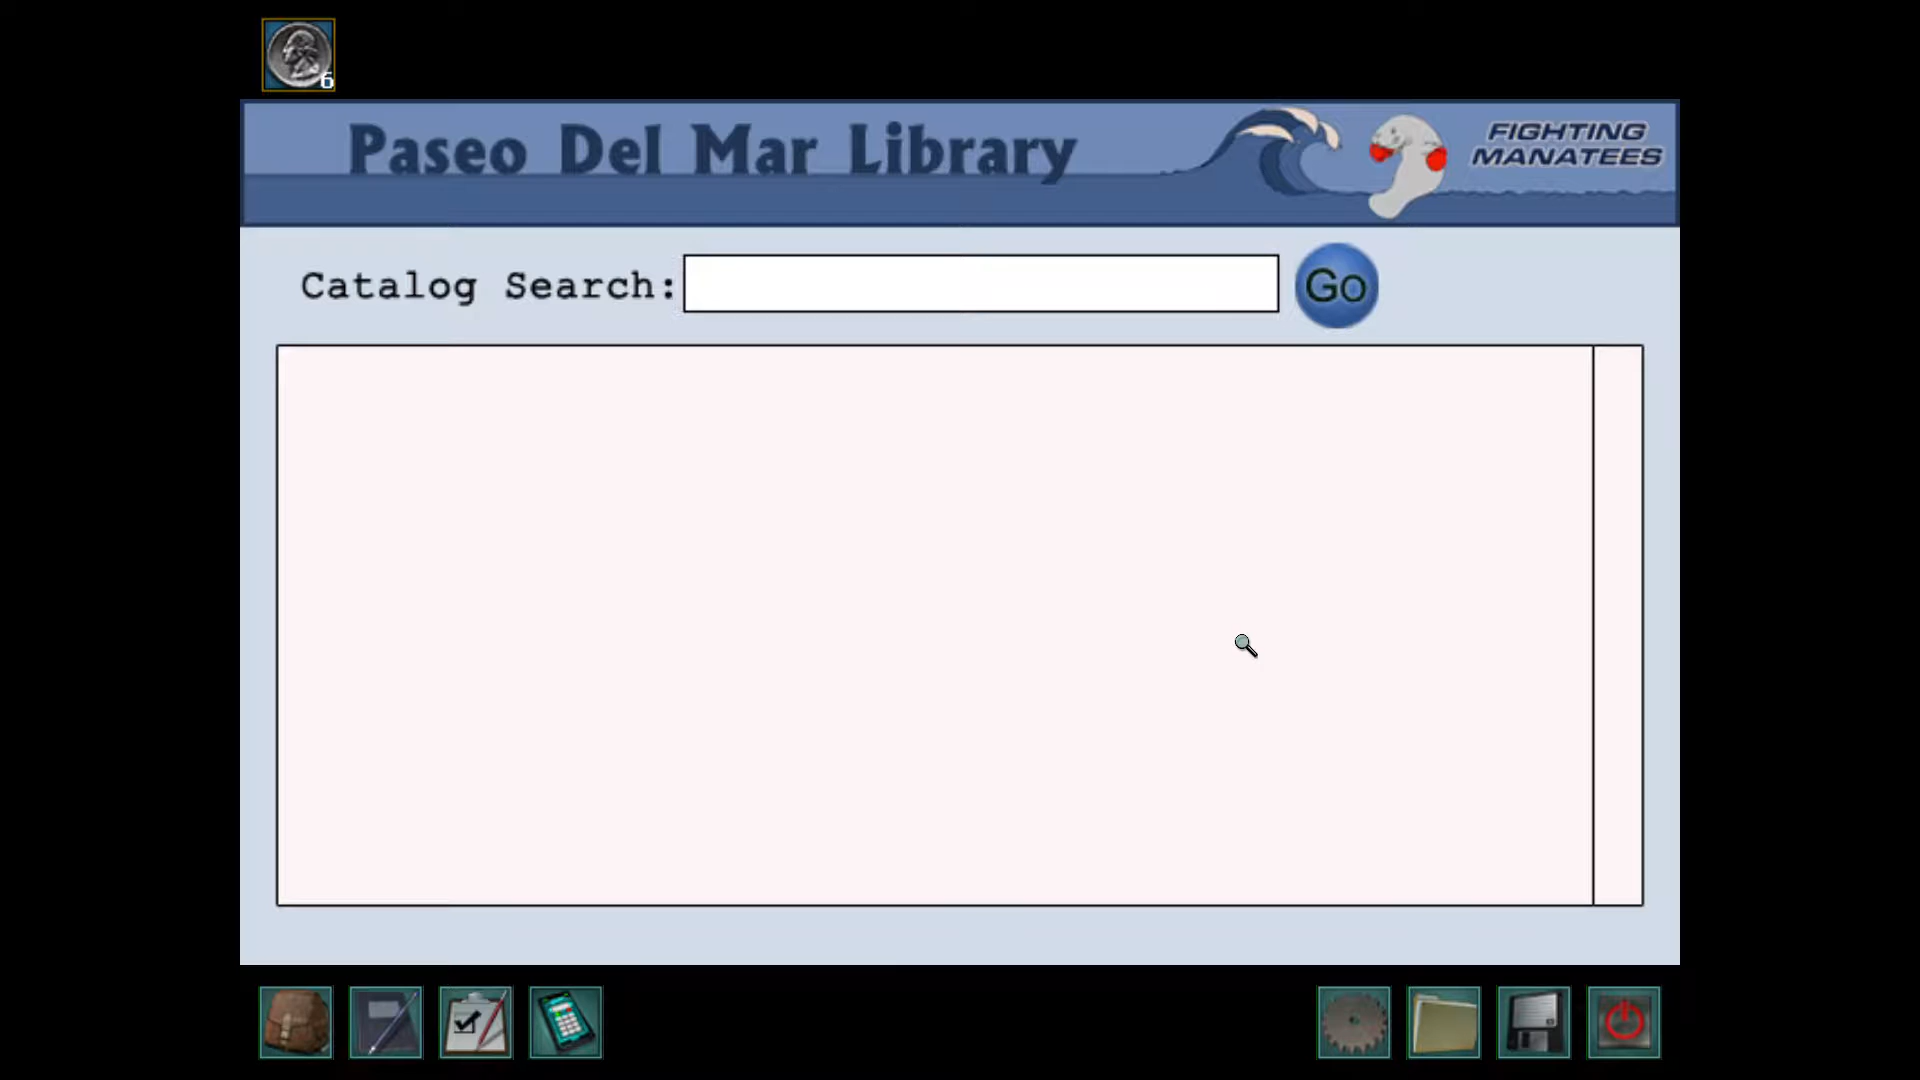 6
Paseo Del Mar Library
FIGHTING
MANATEES
Catalog Search:
Go